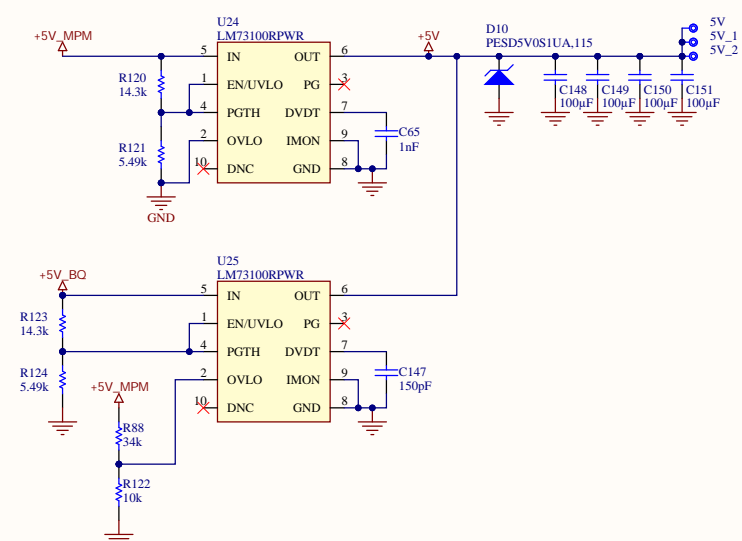 U24
LM73100RPWR
+5V_MPM
5 IN OUT 6
+5V
D10
PESD5V0S1UA,115
5V
5V_1
5V_2
R120
14.3k
1 EN/UVLO PG 3
4 PGTH DVDT 7
C148
100µF
C149
100µF
C150
100µF
C151
100µF
R121
5.49k
2 OVLO IMON 9
C65
1nF
10 DNC GND 8
GND
U25
LM73100RPWR
+5V_BQ
5 IN OUT 6
R123
14.3k
1 EN/UVLO PG 3
4 PGTH DVDT 7
R124
5.49k
+5V_MPM
2 OVLO IMON 9
C147
150pF
10 DNC GND 8
R88
34k
R122
10k